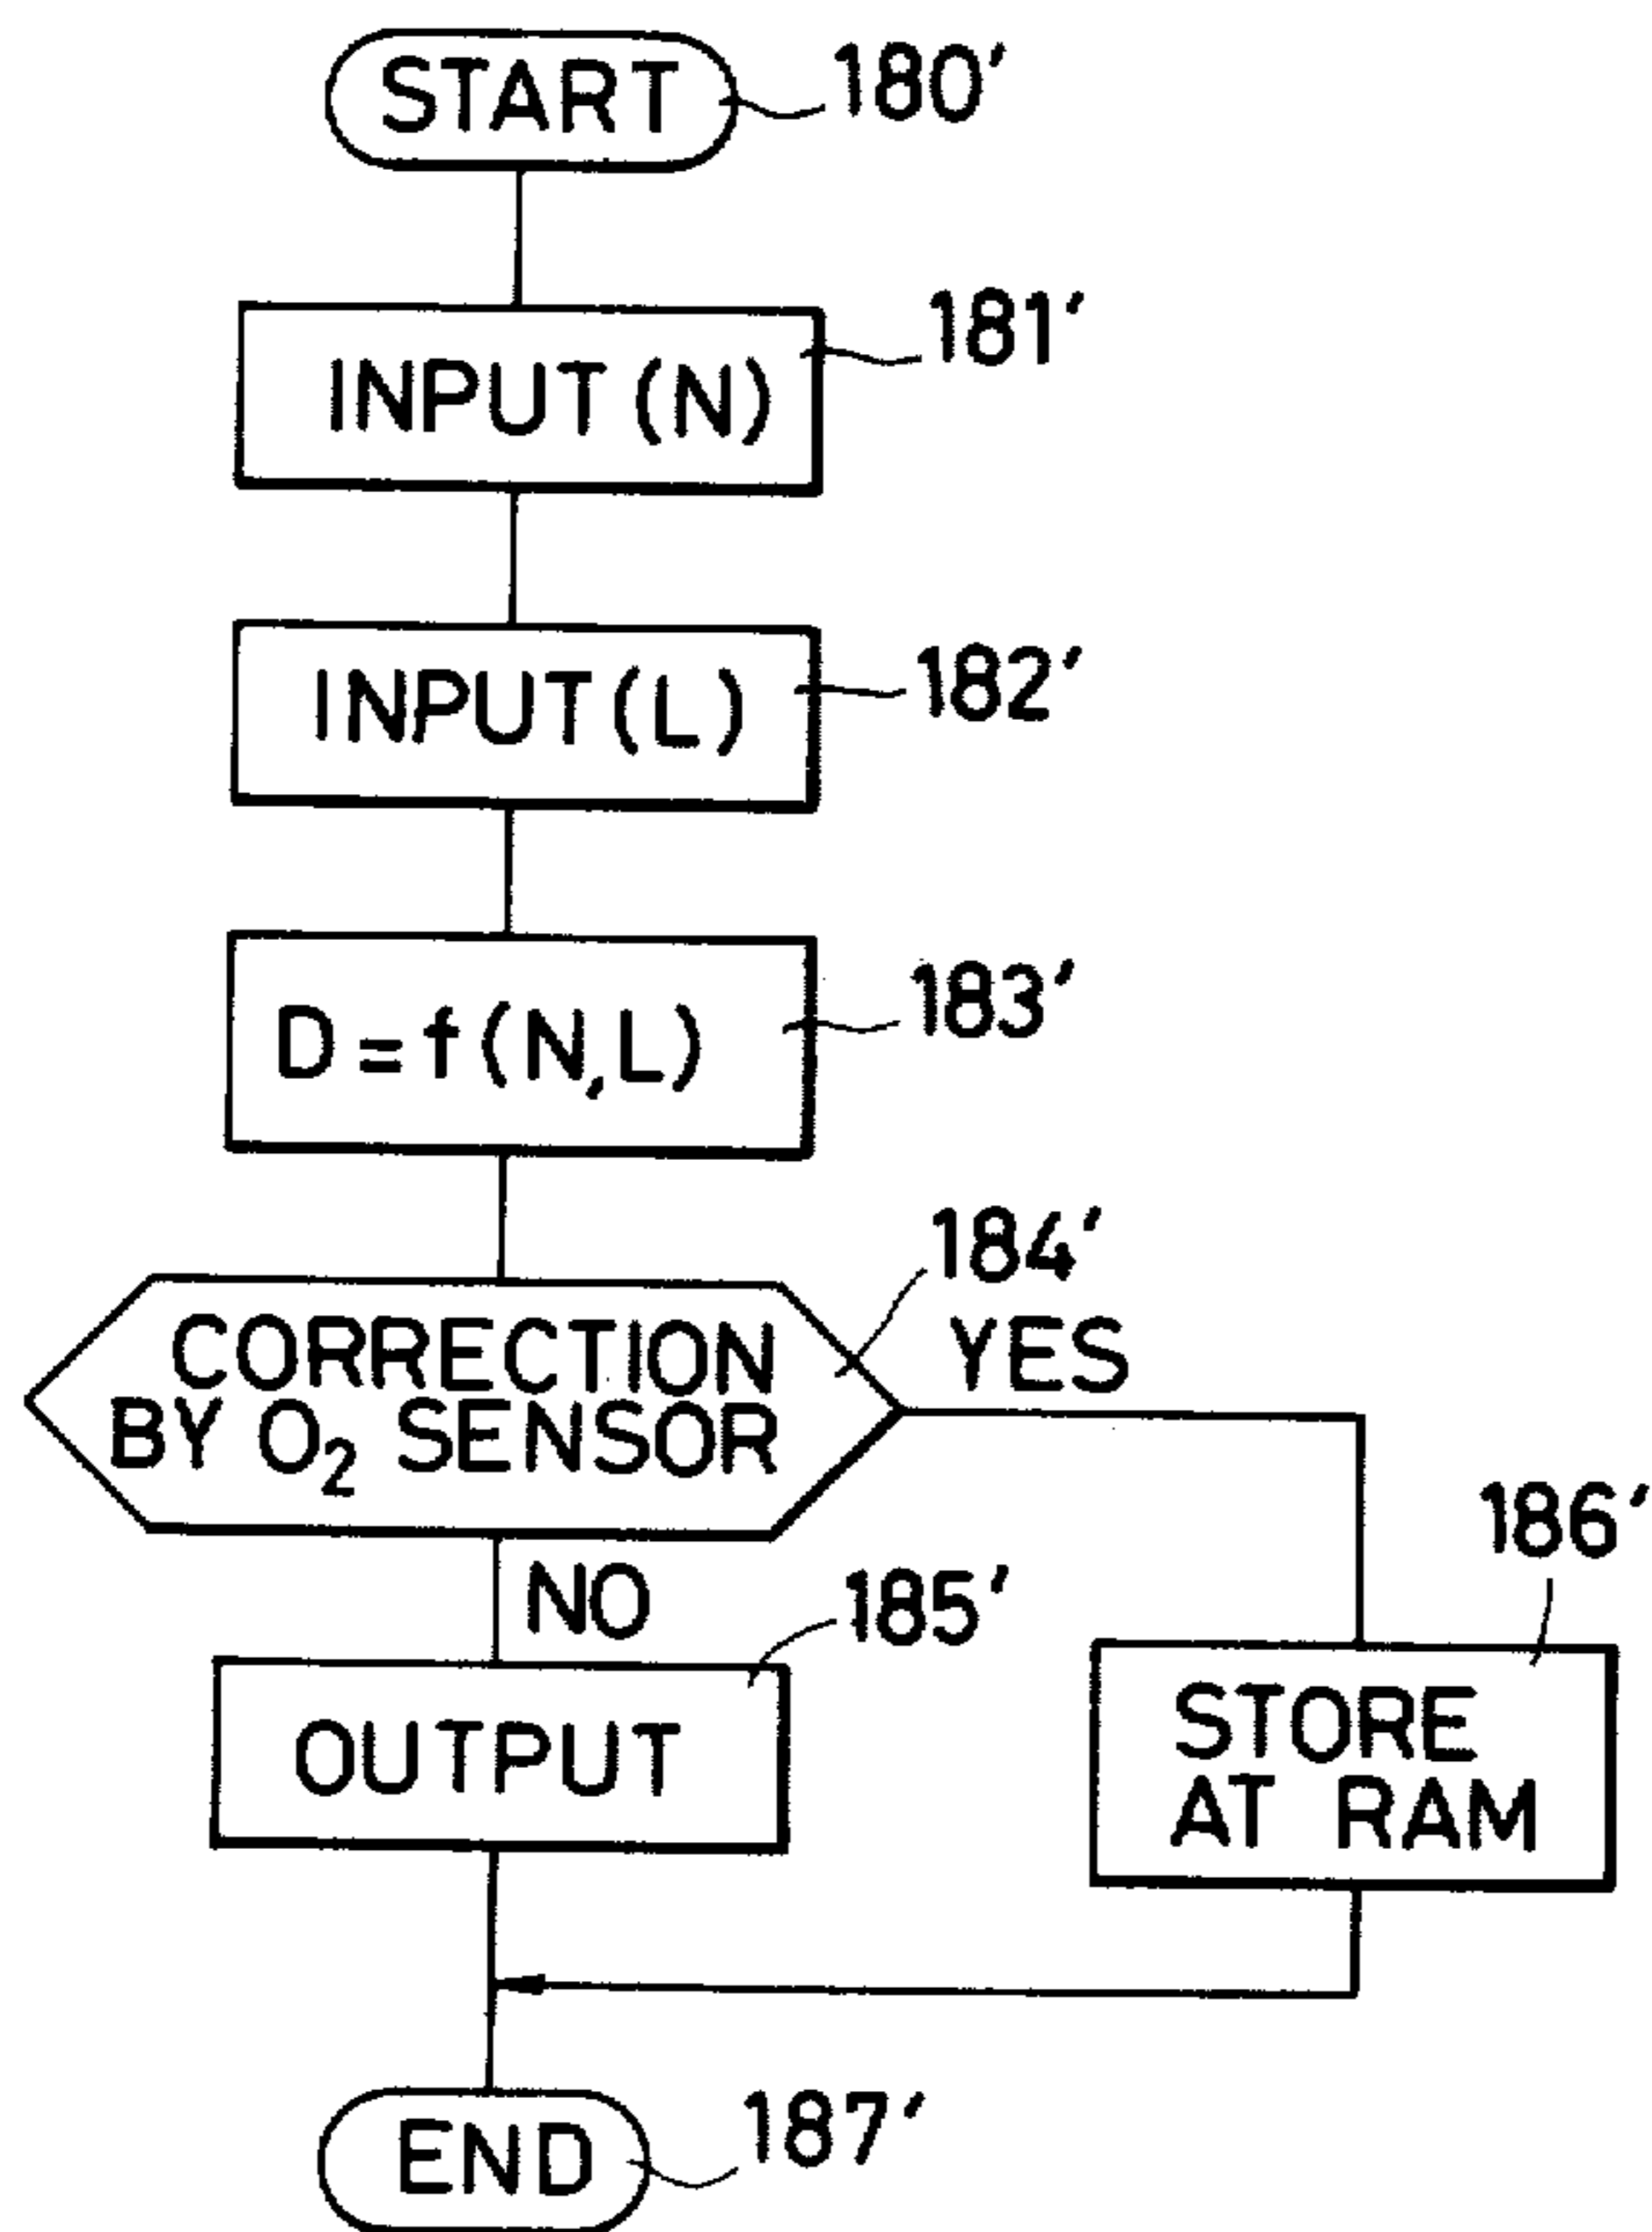 START
180'
INPUT (N)
181'
INPUT (L)
182'
D = f (N, L)
183'
184'
CORRECTION
BY O₂ SENSOR
YES
NO
185'
186'
OUTPUT
STORE
AT RAM
END
187'